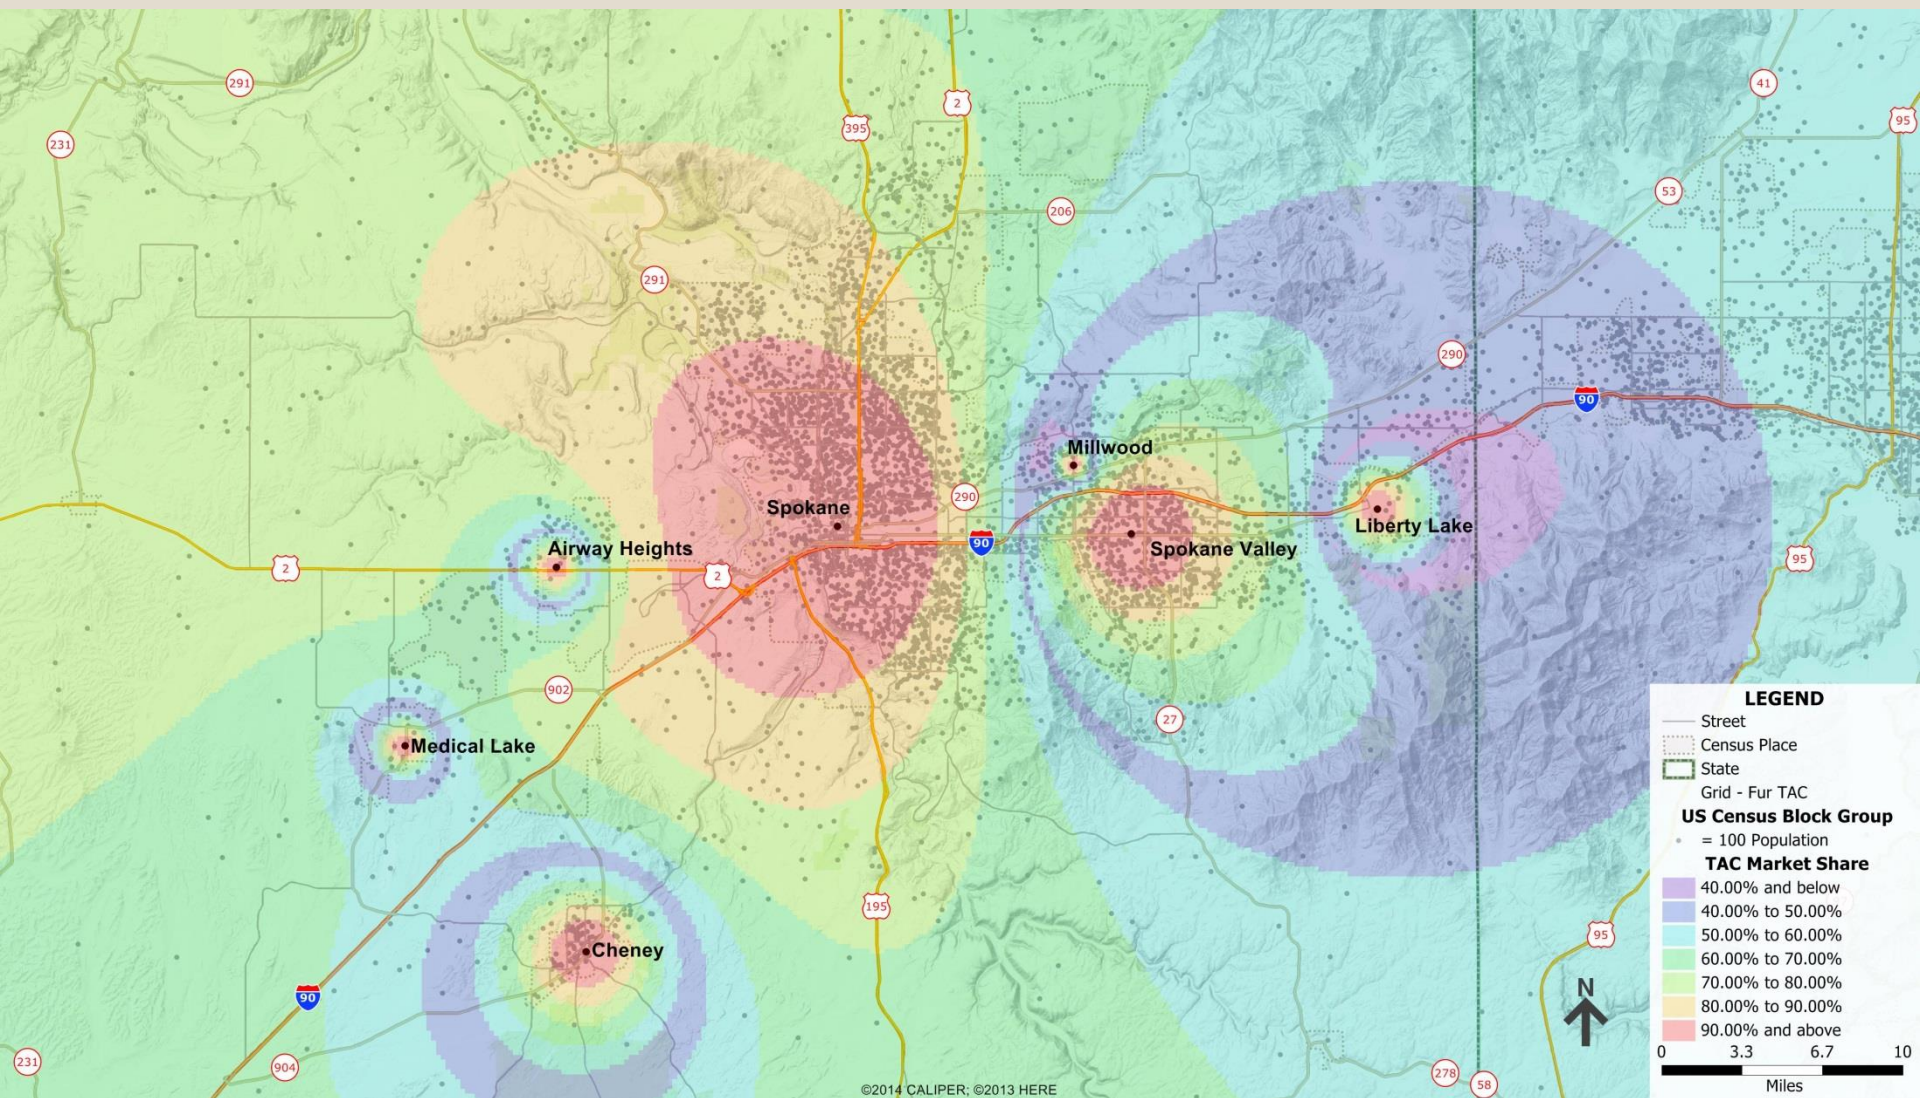 291
2
41
395
95
231
53
206
291
290
90
Millwood
290
Spokane
Liberty Lake
90
Airway Heights
Spokane Valley
95
2
2
902
27
Medical Lake
195
95
Cheney
90
231
904
278
58
N
LEGEND
Street
Census Place
State
Grid - Fur TAC
US Census Block Group
= 100 Population
TAC Market Share
40.00% and below
40.00% to 50.00%
50.00% to 60.00%
60.00% to 70.00%
70.00% to 80.00%
80.00% to 90.00%
90.00% and above
0 3.3 6.7 10
Miles
©2014 CALIPER; ©2013 HERE